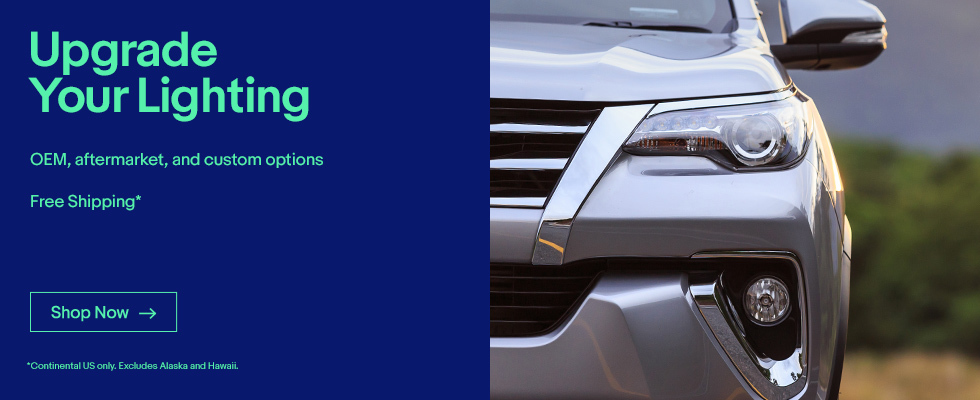 Upgrade
Your Lighting
OEM, aftermarket, and custom options
Free Shipping*
Shop Now →
*Continental US only. Excludes Alaska and Hawaii.